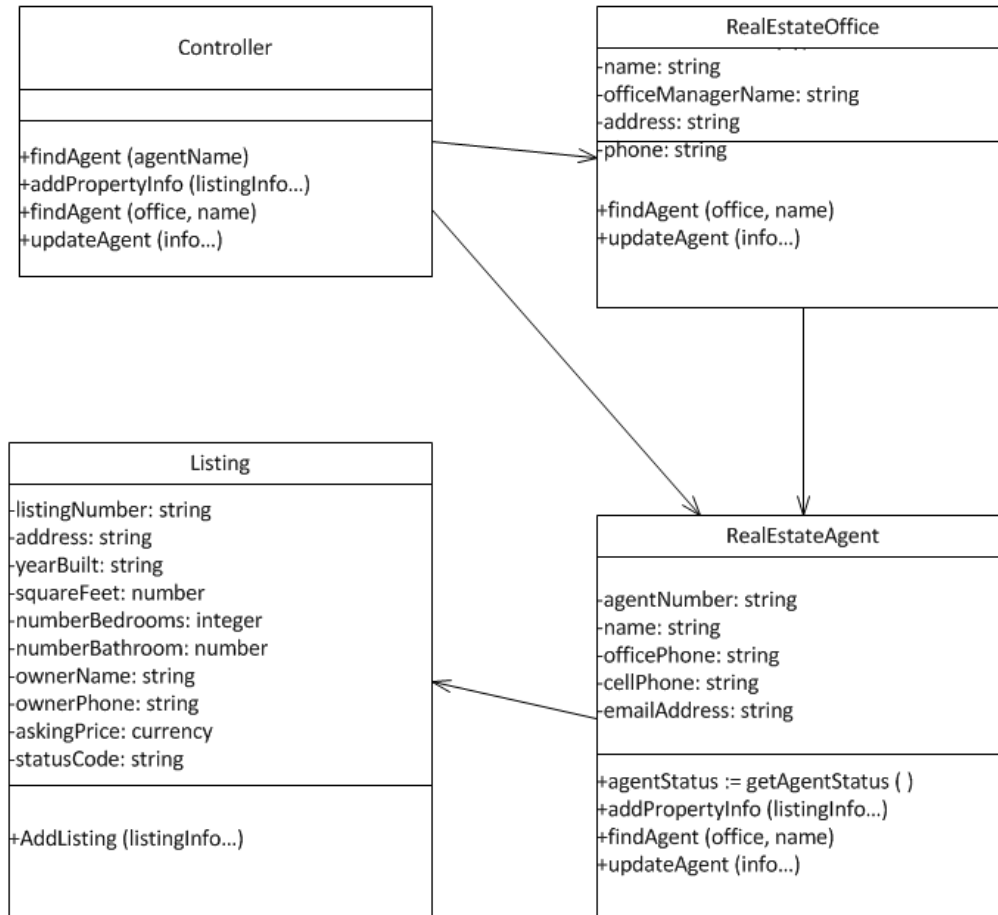 Controller
+findAgent (agentName)
+addPropertyInfo (listingInfo...)
+findAgent (office, name)
+updateAgent (info...)
RealEstateOffice
-name: string
-officeManagerName: string
-address: string
-phone: string
+findAgent (office, name)
+updateAgent (info...)
Listing
-listingNumber: string
-address: string
-yearBuilt: string
-squareFeet: number
-numberBedrooms: integer
-numberBathroom: number
-ownerName: string
-ownerPhone: string
-askingPrice: currency
-statusCode: string
+AddListing (listingInfo...)
RealEstateAgent
-agentNumber: string
-name: string
-officePhone: string
-cellPhone: string
-emailAddress: string
+agentStatus := getAgentStatus ( )
+addPropertyInfo (listingInfo...)
+findAgent (office, name)
+updateAgent (info...)